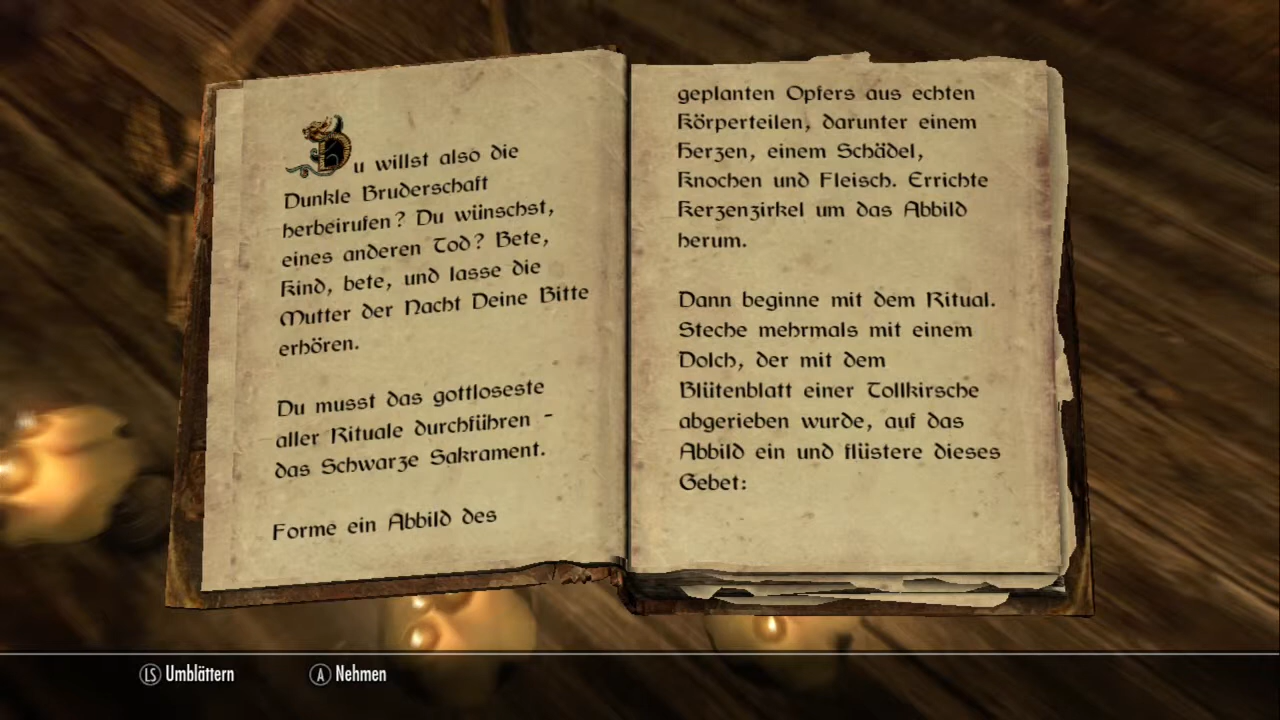 Du willst also die
Dunkle Bruderschaft
herbeirufen? Du wünschst,
eines anderen Tod? Bete,
Kind, bete, und lasse die
Mutter der Nacht Deine Bitte
erhören.
Du musst das gottloseste
aller Rituale durchführen -
das Schwarze Sakrament.
Forme ein Abbild des
geplanten Opfers aus echten
Körperteilen, darunter einem
Herzen, einem Schädel,
Knochen und Fleisch. Errichte
Kerzenzirkel um das Abbild
herum.
Dann beginne mit dem Ritual.
Steche mehrmals mit einem
Dolch, der mit dem
Blütenblatt einer Tollkirsche
abgerieben wurde, auf das
Abbild ein und flüstere dieses
Gebet:
LS Umblättern
A Nehmen